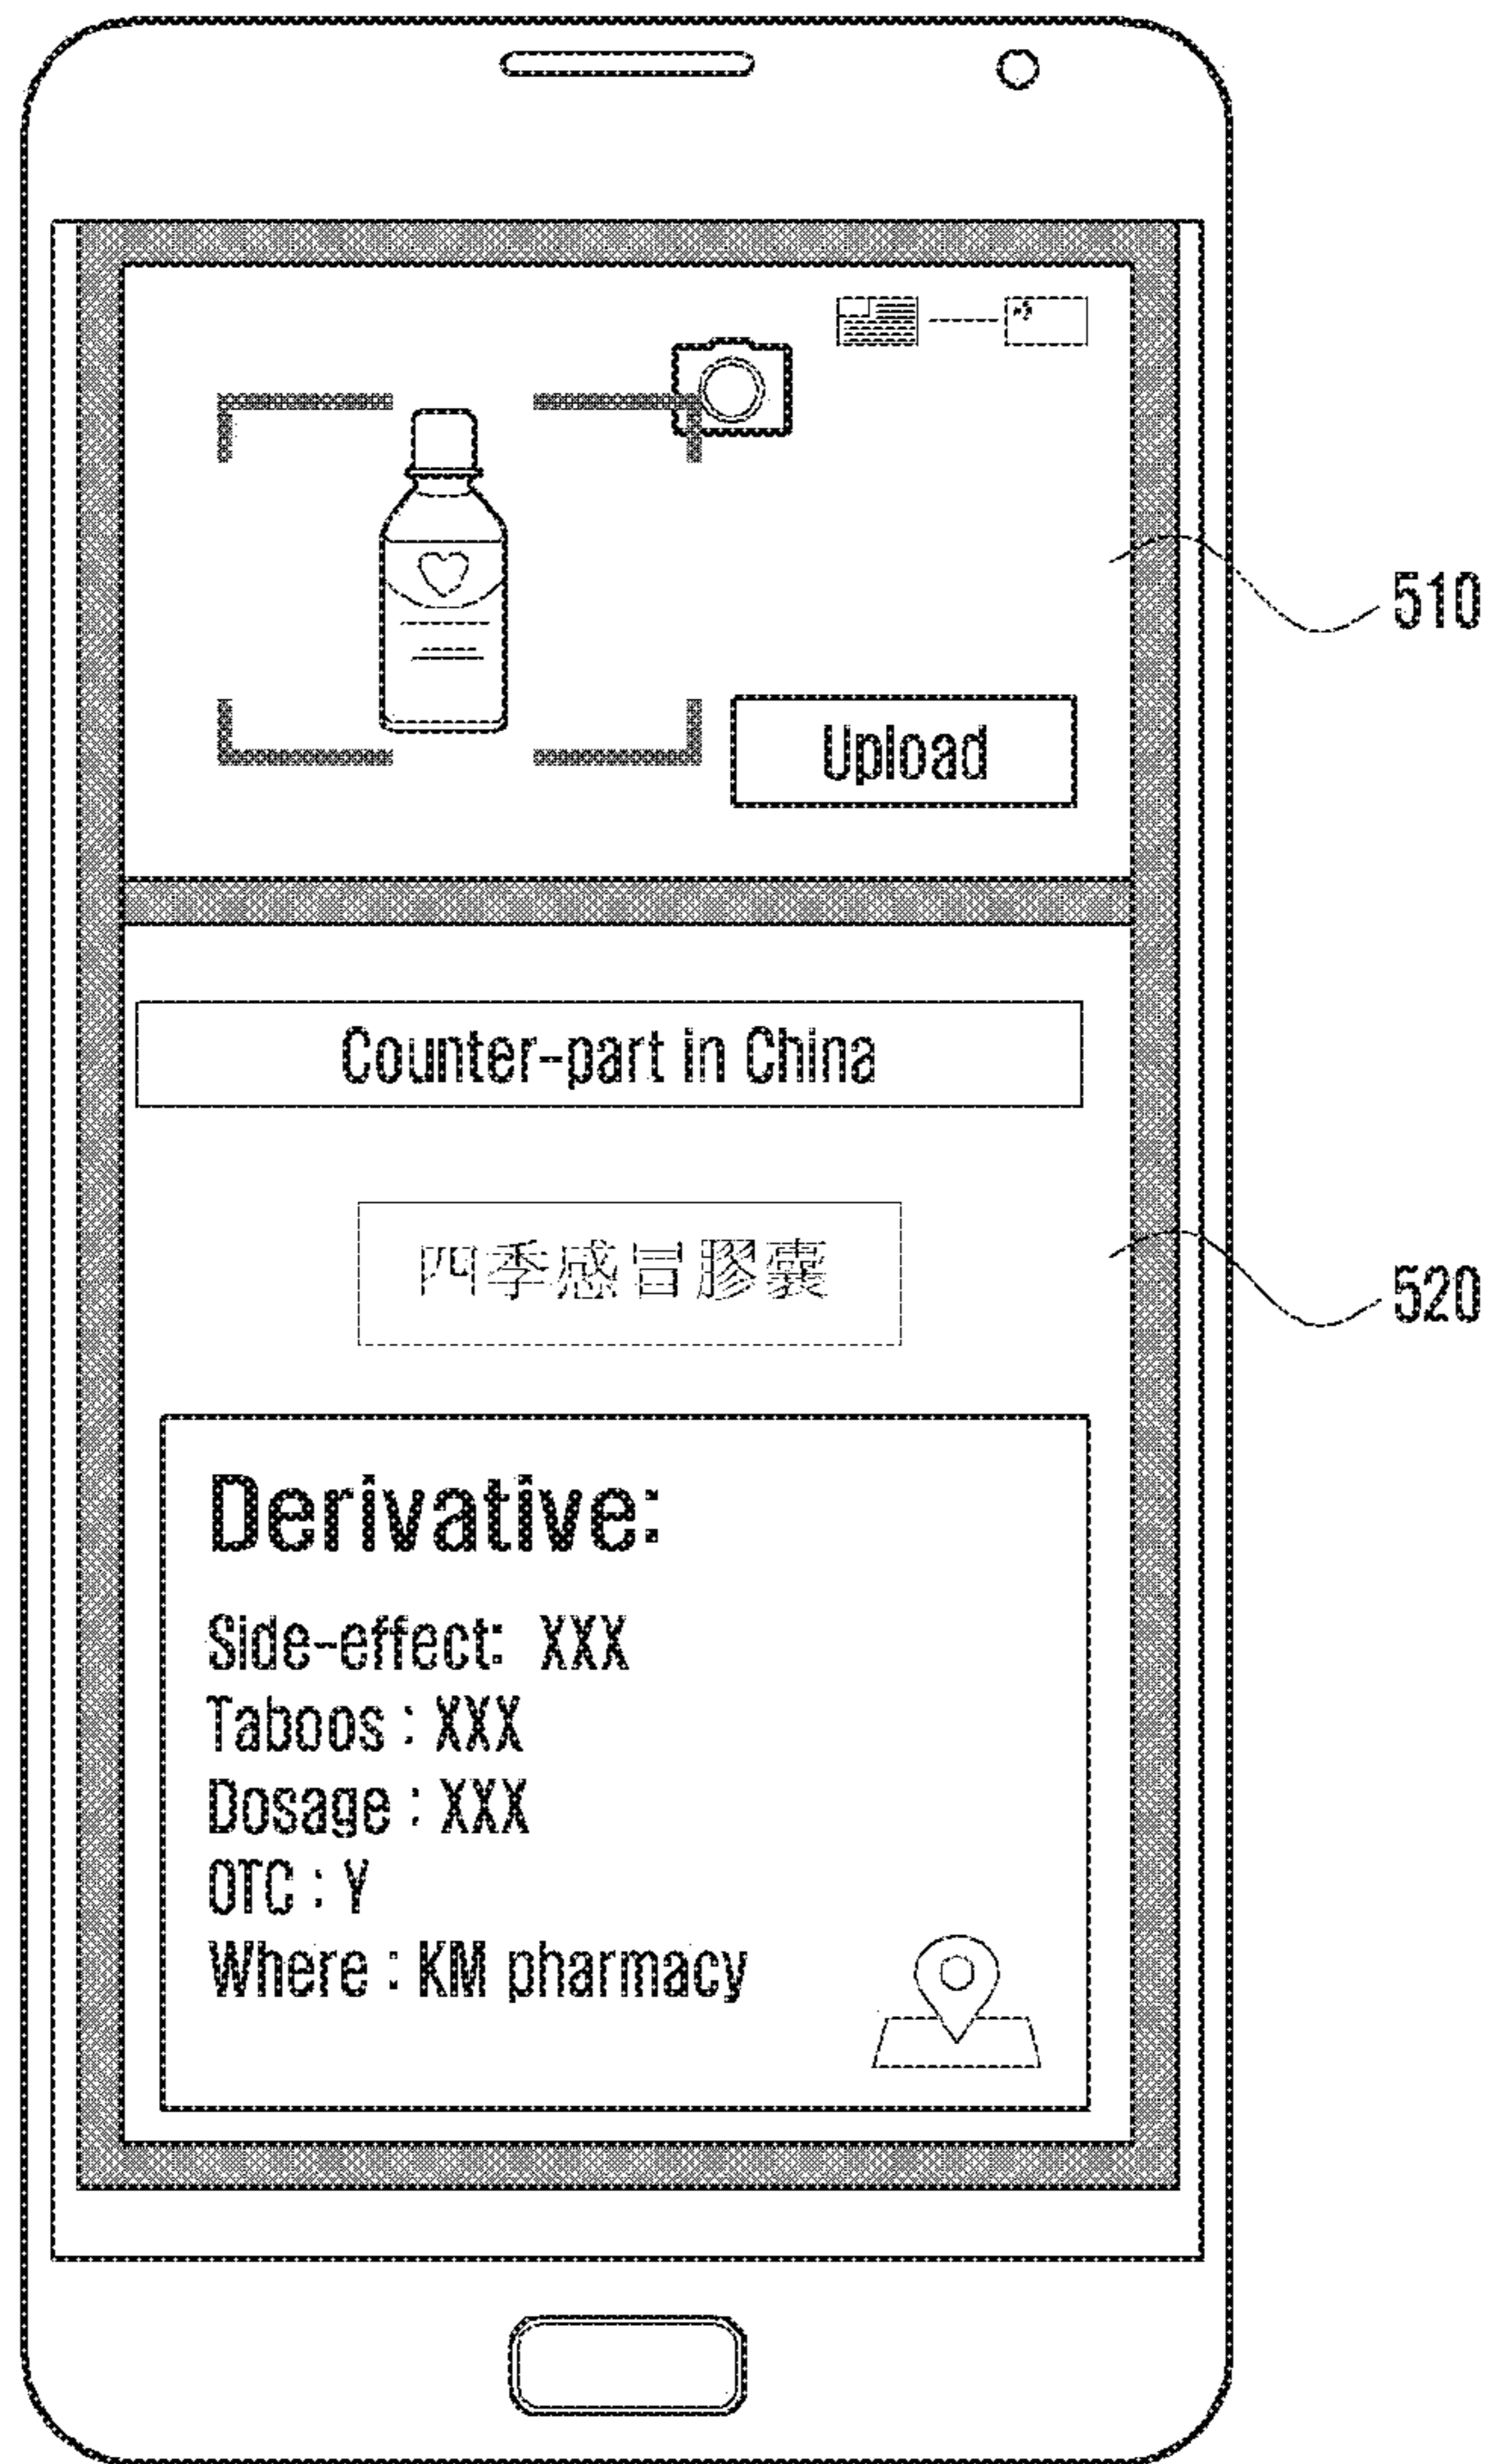 Upload
510
Counter-part in China
四季感冒膠囊
520
Derivative:
Side-effect: XXX
Taboos : XXX
Dosage : XXX
OTC : Y
Where : KM pharmacy